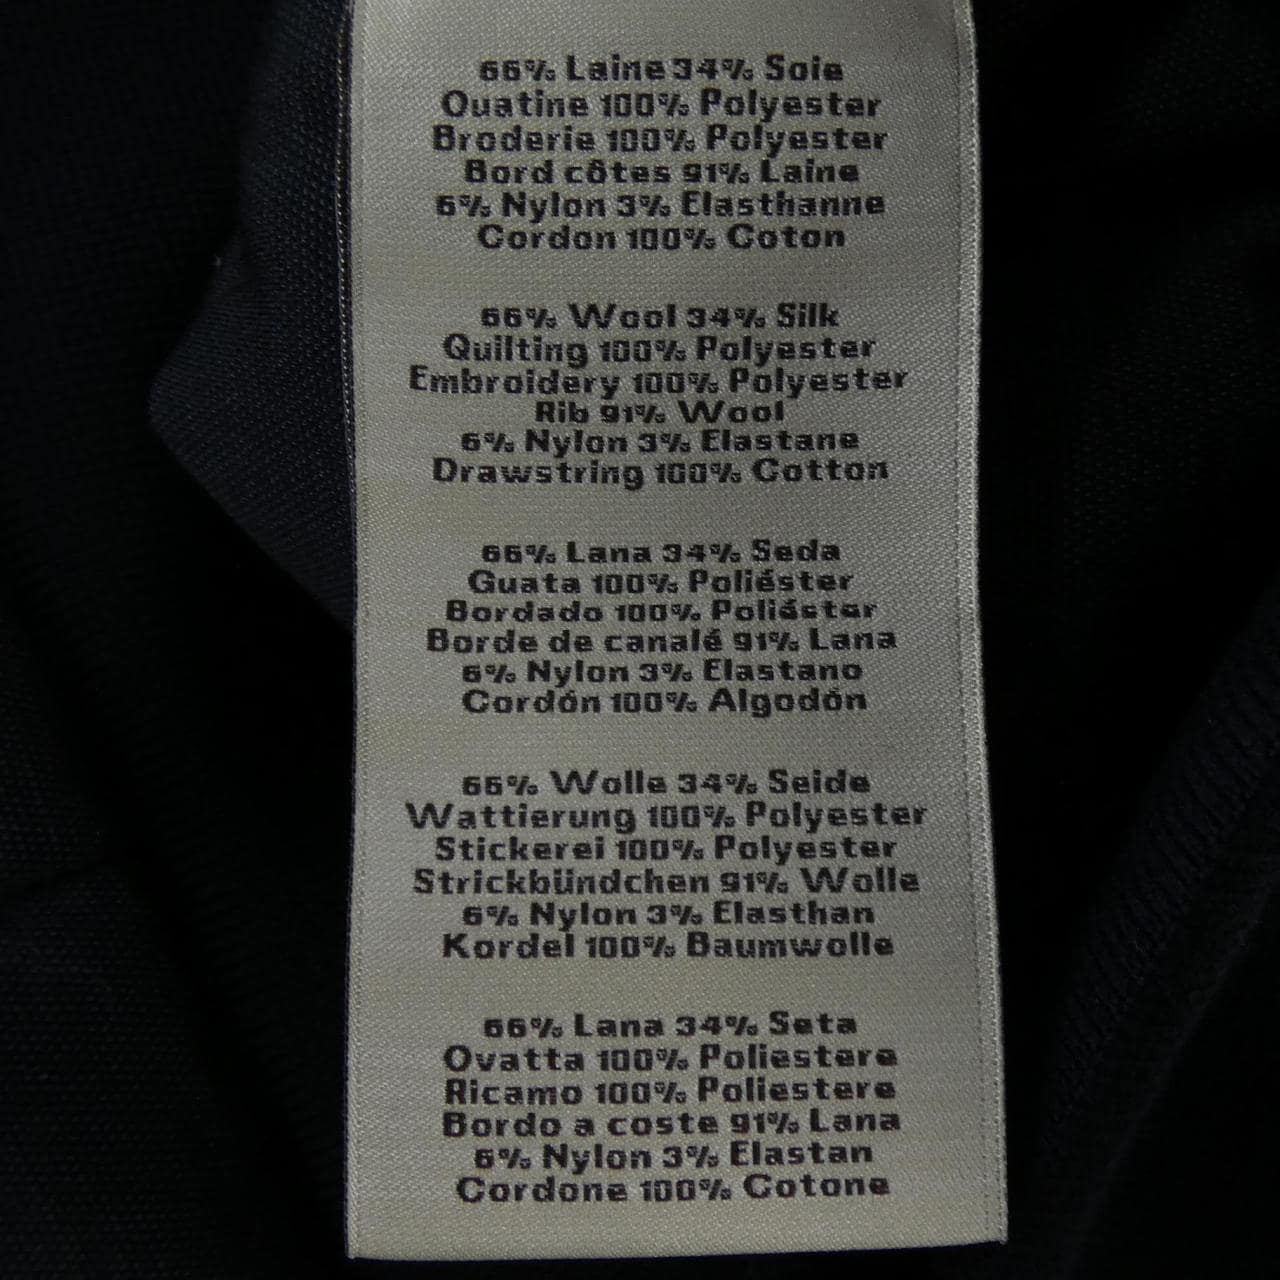 66% Laine 34% Soie
Ouatine 100% Polyester
Broderie 100% Polyester
Bord côtes 91% Laine
6% Nylon 3% Elasthanne
Cordon 100% Coton
66% Wool 34% Silk
Quilting 100% Polyester
Embroidery 100% Polyester
Rib 91% Wool
6% Nylon 3% Elastane
Drawstring 100% Cotton
66% Lana 34% Seda
Guata 100% Poliéster
Bordado 100% Poliéster
Borde de canalé 91% Lana
6% Nylon 3% Elastano
Cordón 100% Algodón
66% Wolle 34% Seide
Wattierung 100% Polyester
Stickerei 100% Polyester
Strickbündchen 91% Wolle
6% Nylon 3% Elasthan
Kordel 100% Baumwolle
66% Lana 34% Seta
Ovatta 100% Poliestere
Ricamo 100% Poliestere
Bordo a coste 91% Lana
6% Nylon 3% Elastan
Cordone 100% Cotone